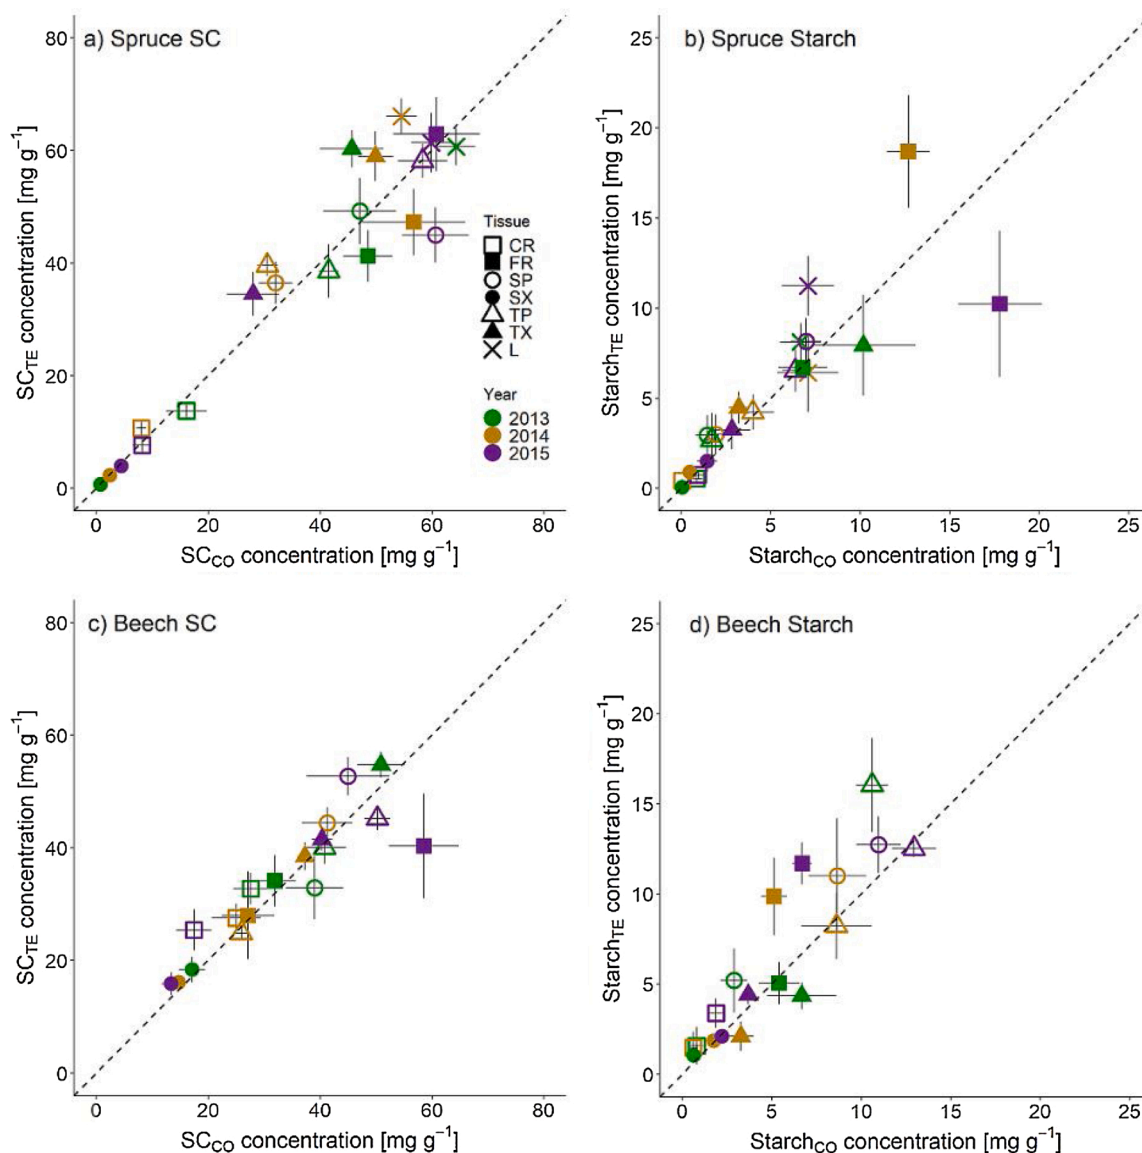 a) Spruce SC
80
60
40
20
0
SC_TE concentration [mg g⁻¹]
0 20 40 60 80
SC_CO concentration [mg g⁻¹]
Tissue
CR
FR
SP
SX
TP
TX
L
Year
2013
2014
2015
b) Spruce Starch
25
20
15
10
5
0
Starch_TE concentration [mg g⁻¹]
0 5 10 15 20 25
Starch_CO concentration [mg g⁻¹]
c) Beech SC
80
60
40
20
0
SC_TE concentration [mg g⁻¹]
0 20 40 60 80
SC_CO concentration [mg g⁻¹]
d) Beech Starch
25
20
15
10
5
0
Starch_TE concentration [mg g⁻¹]
0 5 10 15 20 25
Starch_CO concentration [mg g⁻¹]